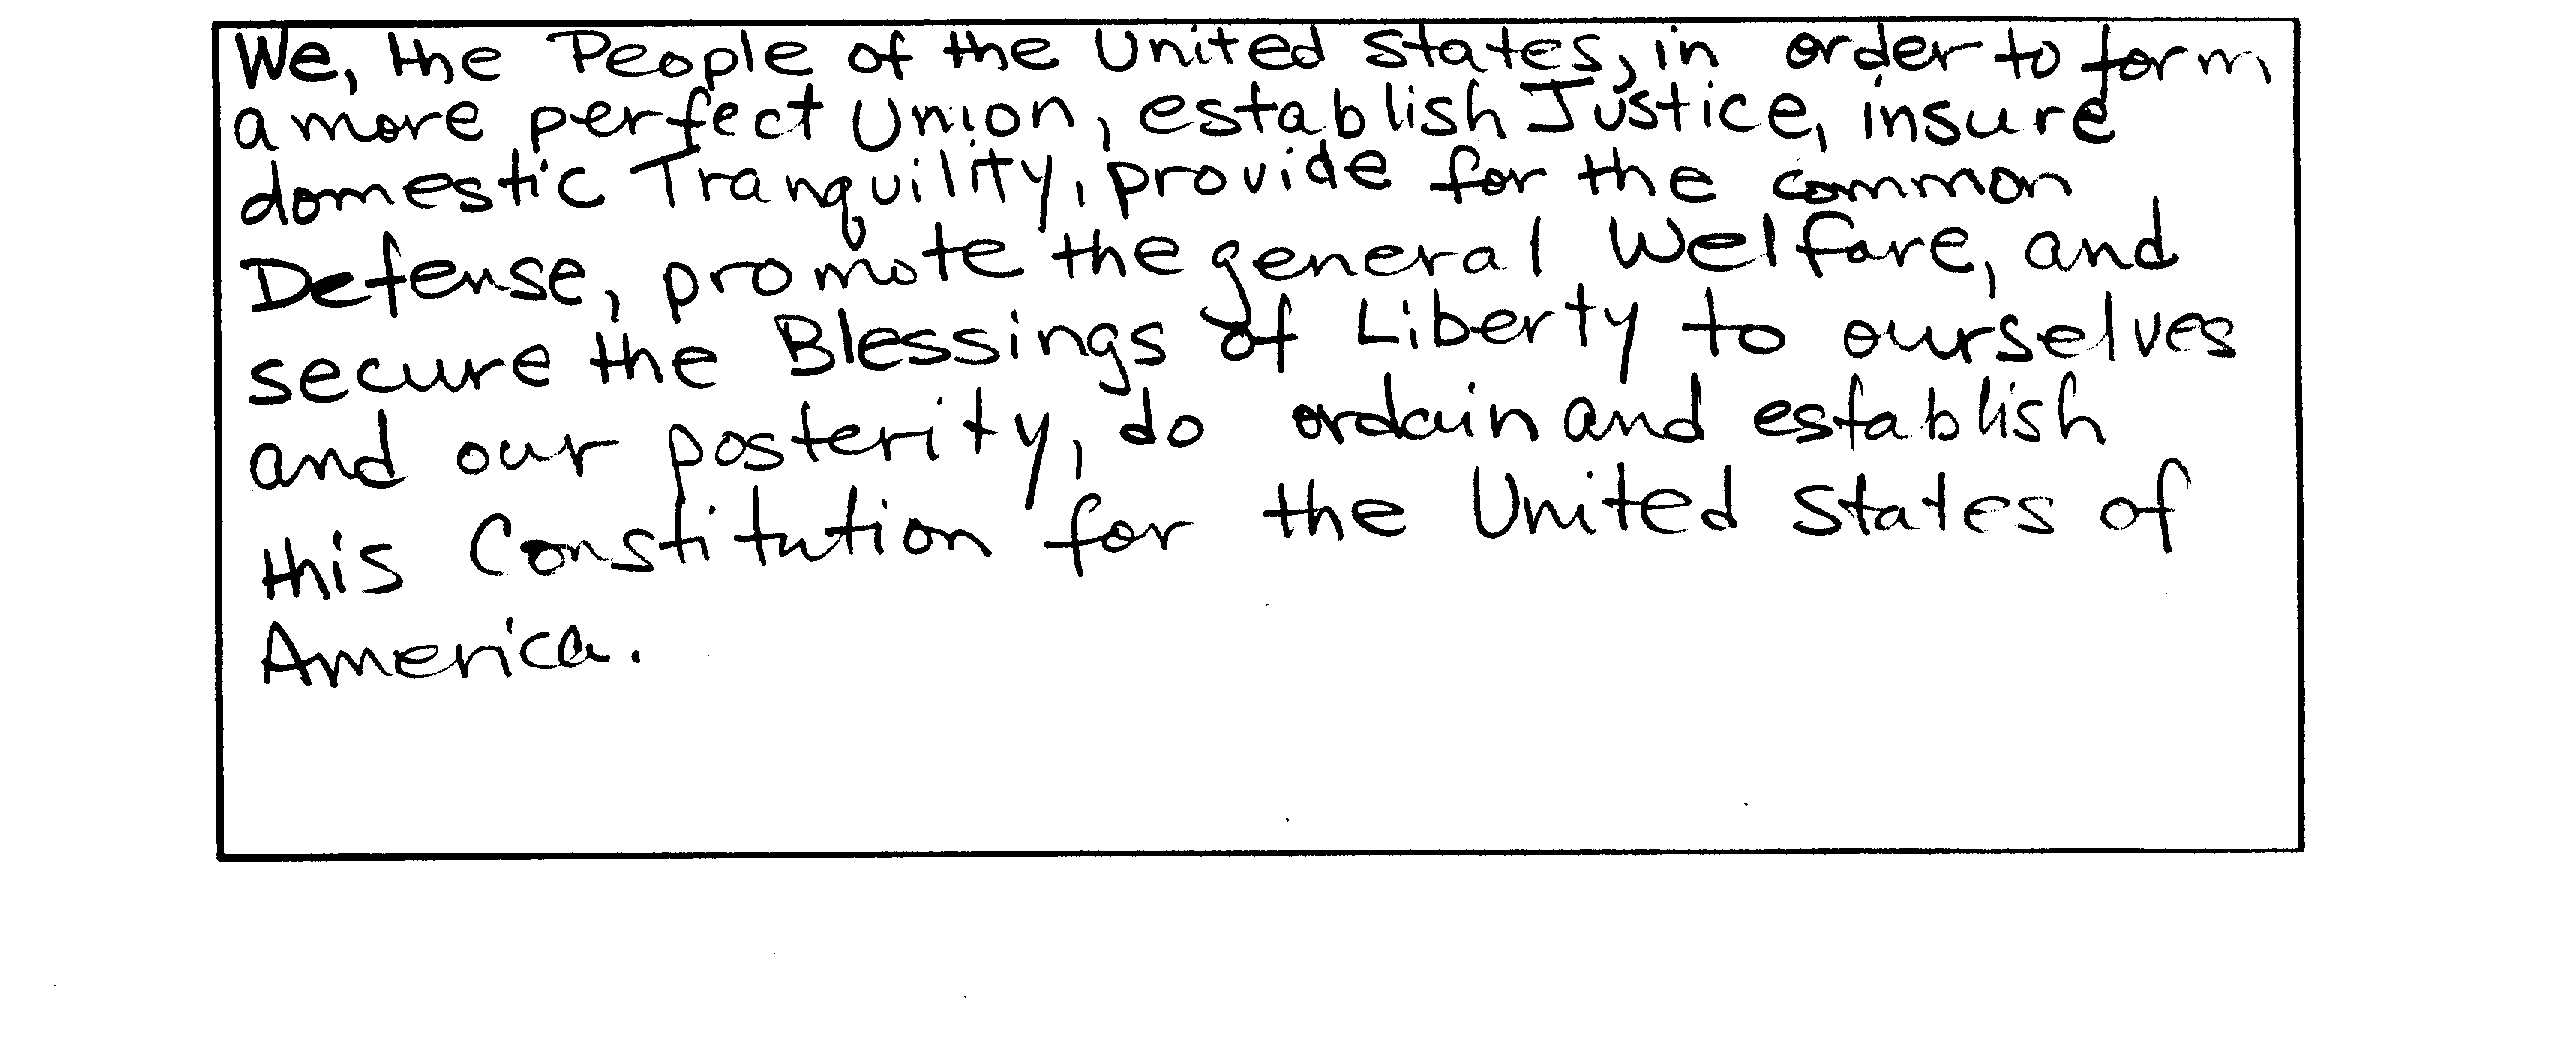 We, the People of the United States, in order to form
a more perfect Union, establish Justice, insure
domestic Tranquility, provide for the common
Defense, promote the general Welfare, and
secure the Blessings of Liberty to ourselves
and our posterity, do ordain and establish
this Constitution for the United States of
America.